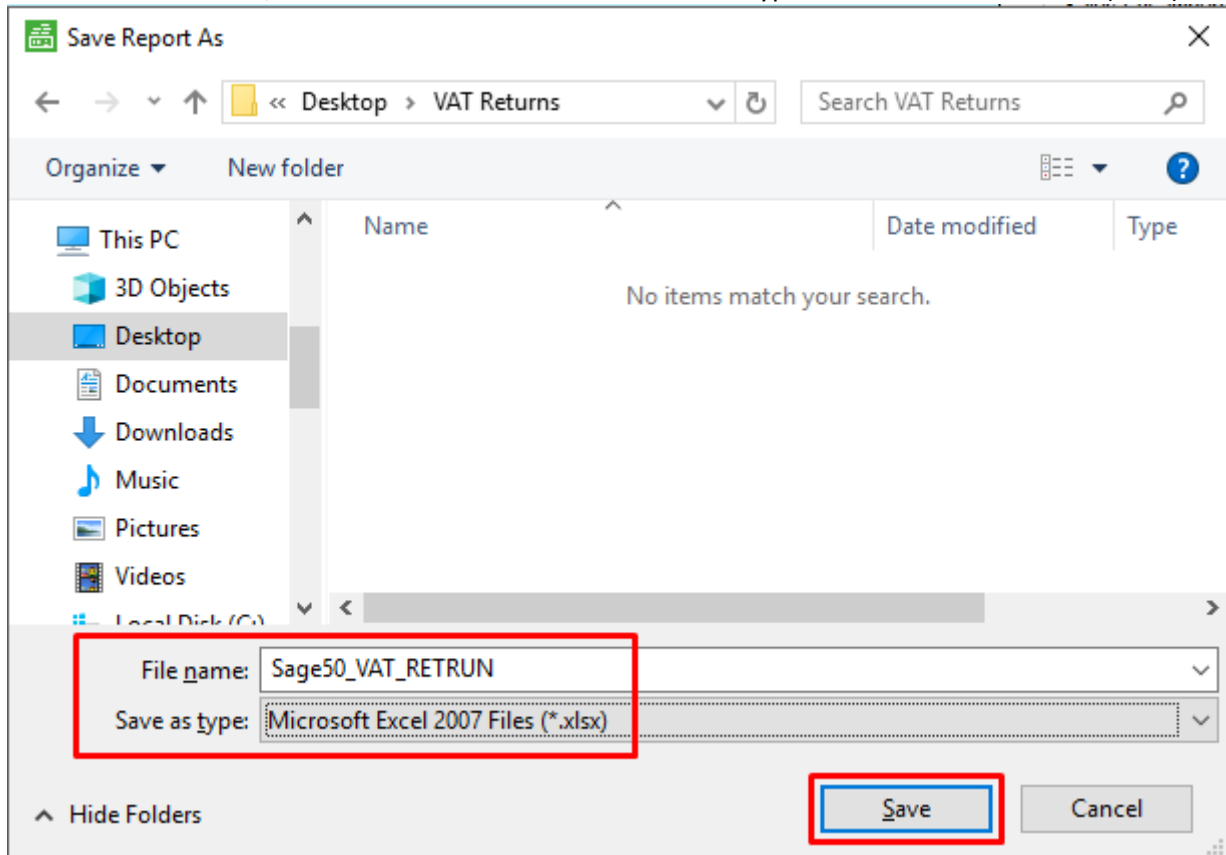 Save Report As
« Desktop › VAT Returns
Search VAT Returns
Organize
New folder
?
Name
Date modified
Type
This PC
3D Objects
Desktop
Documents
Downloads
Music
Pictures
Videos
Local Disk (C:)
No items match your search.
File name: Sage50_VAT_RETRUN
Save as type: Microsoft Excel 2007 Files (*.xlsx)
Hide Folders
Save
Cancel